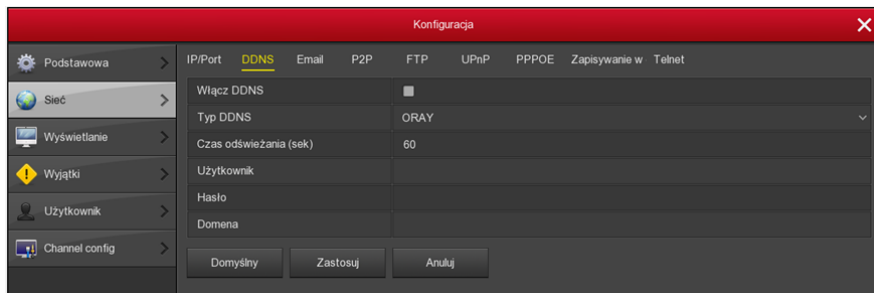 Konfiguracja
Podstawowa
Sieć
Wyświetlanie
Wyjątki
Użytkownik
Channel config
IP/Port DDNS Email P2P FTP UPnP PPPOE Zapisywanie w Telnet
Włącz DDNS
Typ DDNS ORAY
Czas odświeżania (sek) 60
Użytkownik
Hasło
Domena
Domyślny Zastosuj Anuluj